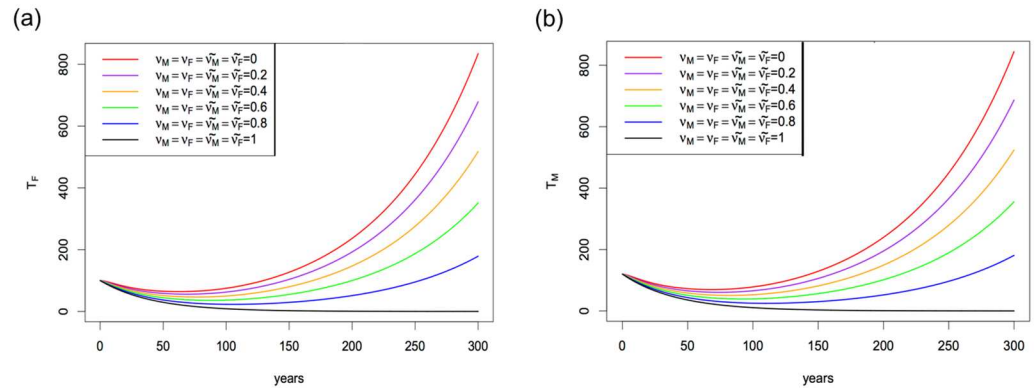 (a)
ν_M = ν_F = ν̃_M = ν̃_F=0
ν_M = ν_F = ν̃_M = ν̃_F=0.2
ν_M = ν_F = ν̃_M = ν̃_F=0.4
ν_M = ν_F = ν̃_M = ν̃_F=0.6
ν_M = ν_F = ν̃_M = ν̃_F=0.8
ν_M = ν_F = ν̃_M = ν̃_F=1
T_F
800
600
400
200
0
0 50 100 150 200 250 300
years
(b)
ν_M = ν_F = ν̃_M = ν̃_F=0
ν_M = ν_F = ν̃_M = ν̃_F=0.2
ν_M = ν_F = ν̃_M = ν̃_F=0.4
ν_M = ν_F = ν̃_M = ν̃_F=0.6
ν_M = ν_F = ν̃_M = ν̃_F=0.8
ν_M = ν_F = ν̃_M = ν̃_F=1
T_M
800
600
400
200
0
0 50 100 150 200 250 300
years